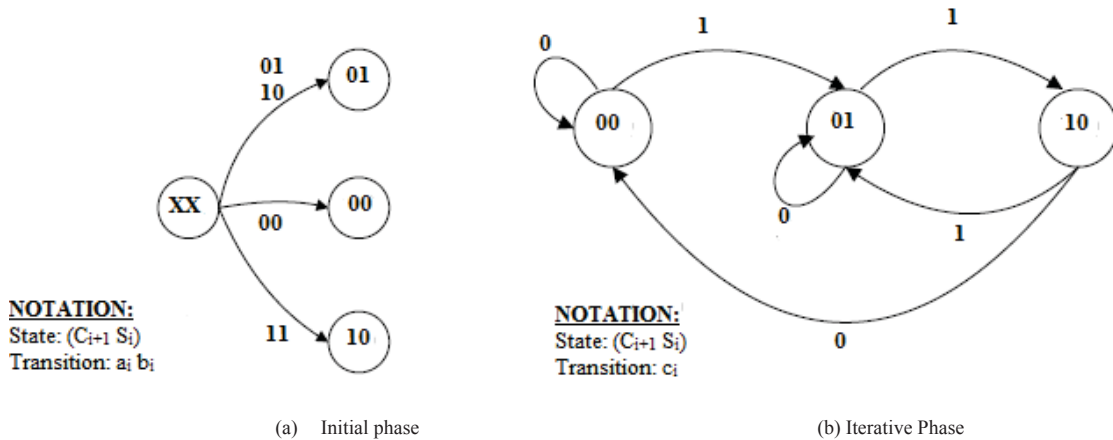 01
10
01
XX
00
00
11
10
NOTATION:
State: (Cᵢ₊₁ Sᵢ)
Transition: aᵢ bᵢ
(a) Initial phase
0
1
1
00
01
10
0
1
0
NOTATION:
State: (Cᵢ₊₁ Sᵢ)
Transition: cᵢ
(b) Iterative Phase